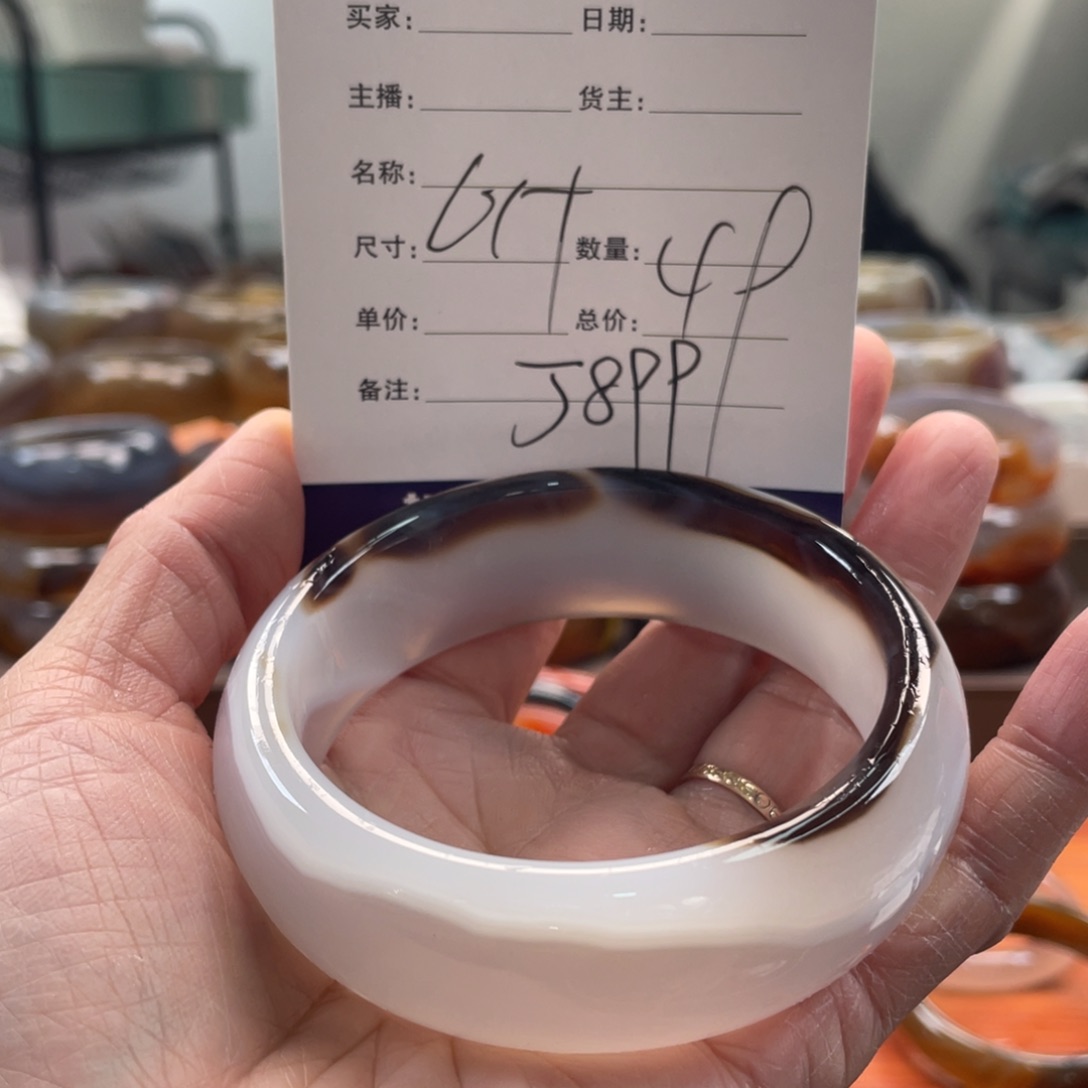 买家: 日期:
主播: 货主:
名称:
尺寸: 数量:
单价: 总价:
备注: J8PP